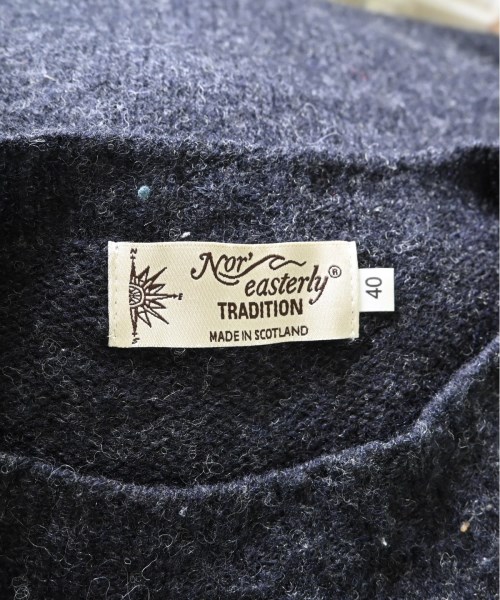 Nor'
easterly®
TRADITION
MADE IN SCOTLAND
40
N
E
S